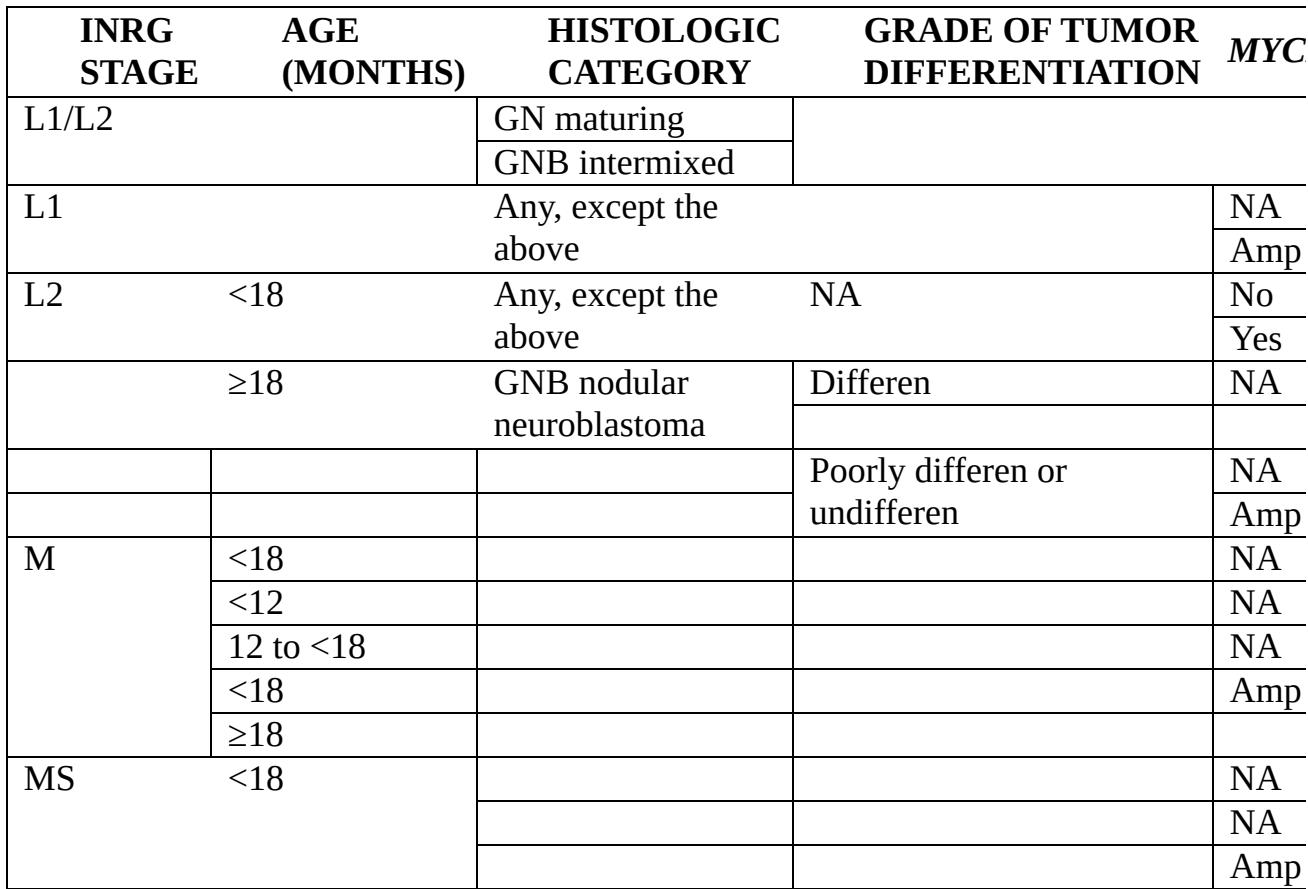 INRG STAGE AGE (MONTHS) HISTOLOGIC CATEGORY GRADE OF TUMOR DIFFERENTIATION MYC
L1/L2 GN maturing
GNB intermixed
L1 Any, except the above NA
Amp
L2 <18 Any, except the above NA No
Yes
≥18 GNB nodular neuroblastoma Differen NA
Poorly differen or undifferen NA
Amp
M <18 NA
<12 NA
12 to <18 NA
<18 Amp
≥18
MS <18 NA
NA
Amp